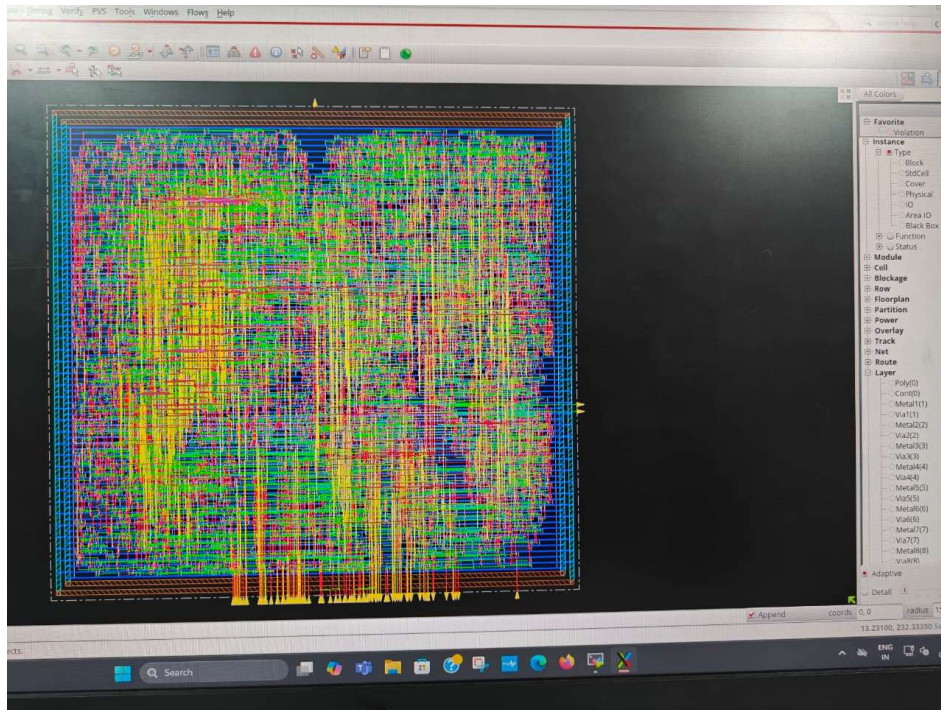 Timing Verify PVS Tools Windows Flows Help
All Colors
Favorite
Violation
Instance
Type
Block
StdCell
Cover
Physical
IO
Area IO
Black Box
Function
Status
Module
Cell
Blockage
Row
Floorplan
Partition
Power
Overlay
Track
Net
Route
Layer
Poly(0)
Cont(0)
Metal1(1)
Via1(1)
Metal2(2)
Via2(2)
Metal3(3)
Via3(3)
Metal4(4)
Via4(4)
Metal5(5)
Via5(5)
Metal6(6)
Via6(6)
Metal7(7)
Via7(7)
Metal8(8)
Via8(8)
Adaptive
Detail
Append coords 0, 0 radius
13.23100, 232.33350
ects.
Search
ENG
IN